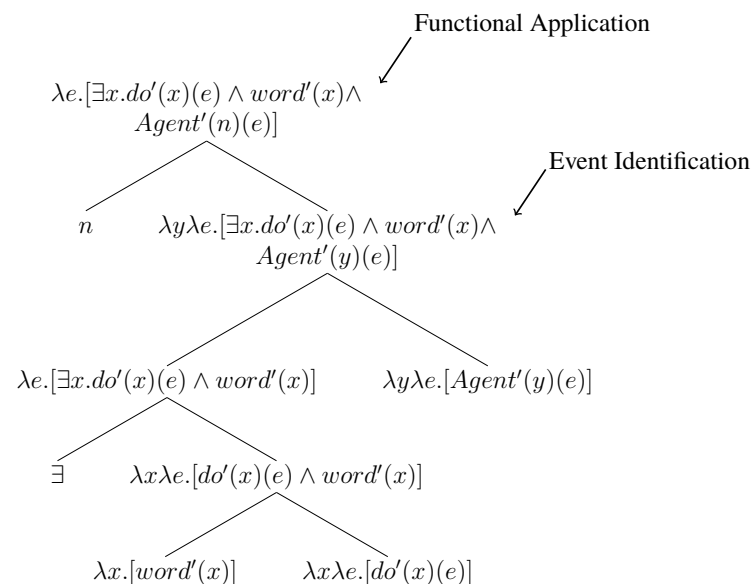 Functional Application
λe.[∃x.do′(x)(e) ∧ word′(x)∧
Agent′(n)(e)]
Event Identification
n
λyλe.[∃x.do′(x)(e) ∧ word′(x)∧
Agent′(y)(e)]
λe.[∃x.do′(x)(e) ∧ word′(x)]
λyλe.[Agent′(y)(e)]
∃
λxλe.[do′(x)(e) ∧ word′(x)]
λx.[word′(x)]
λxλe.[do′(x)(e)]